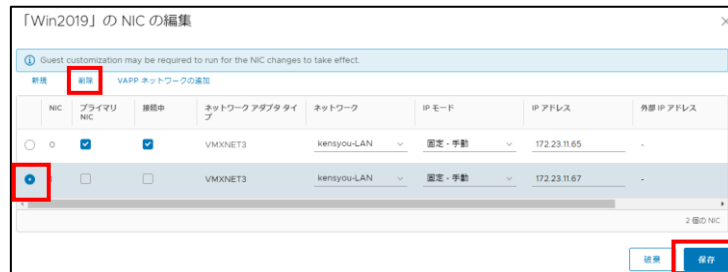 「Win2019」の NIC の編集
Guest customization may be required to run for the NIC changes to take effect.
新規 削除 VAPP ネットワークの追加
NIC プライマリ NIC 接続中 ネットワーク アダプタ タイプ ネットワーク IP モード IP アドレス 外部 IP アドレス
0 VMXNET3 kensyou-LAN 固定 - 手動 172.23.11.65 -
VMXNET3 kensyou-LAN 固定 - 手動 172.23.11.67 -
2 個の NIC
破棄 保存